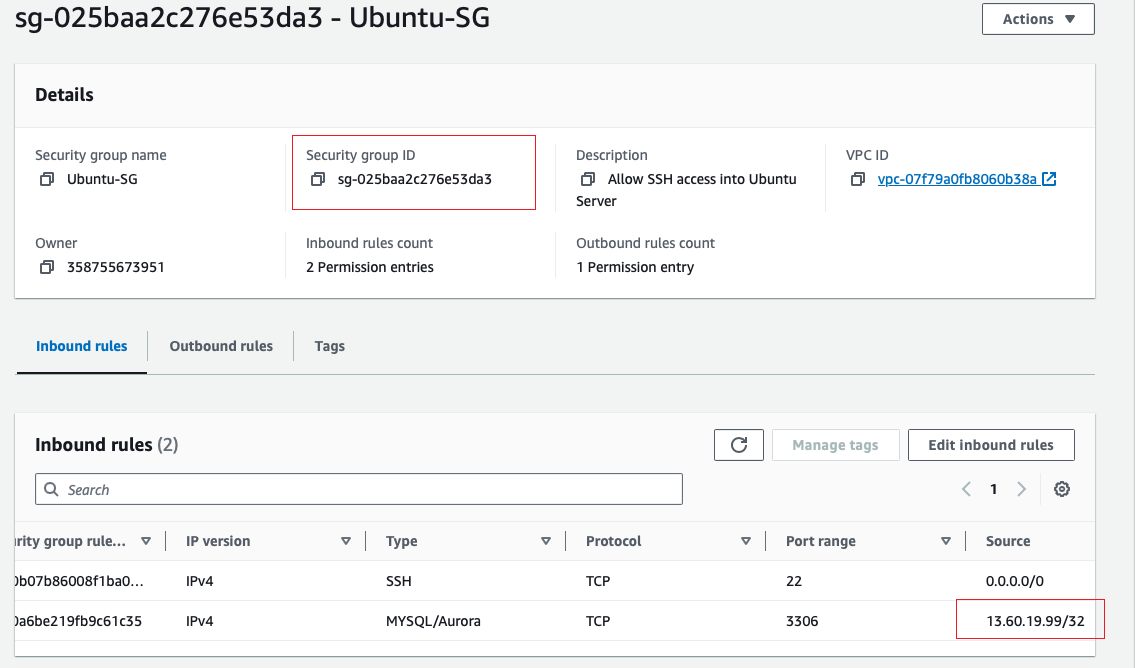 sg-025baa2c276e53da3 - Ubuntu-SG
Actions
Details
Security group name
Ubuntu-SG
Security group ID
sg-025baa2c276e53da3
Description
Allow SSH access into Ubuntu
Server
VPC ID
vpc-07f79a0fb8060b38a
Owner
358755673951
Inbound rules count
2 Permission entries
Outbound rules count
1 Permission entry
Inbound rules Outbound rules Tags
Inbound rules (2)
Manage tags
Edit inbound rules
Search
1
rity group rule... IP version Type Protocol Port range Source
0b07b86008f1ba0... IPv4 SSH TCP 22 0.0.0.0/0
0a6be219fb9c61c35 IPv4 MYSQL/Aurora TCP 3306 13.60.19.99/32